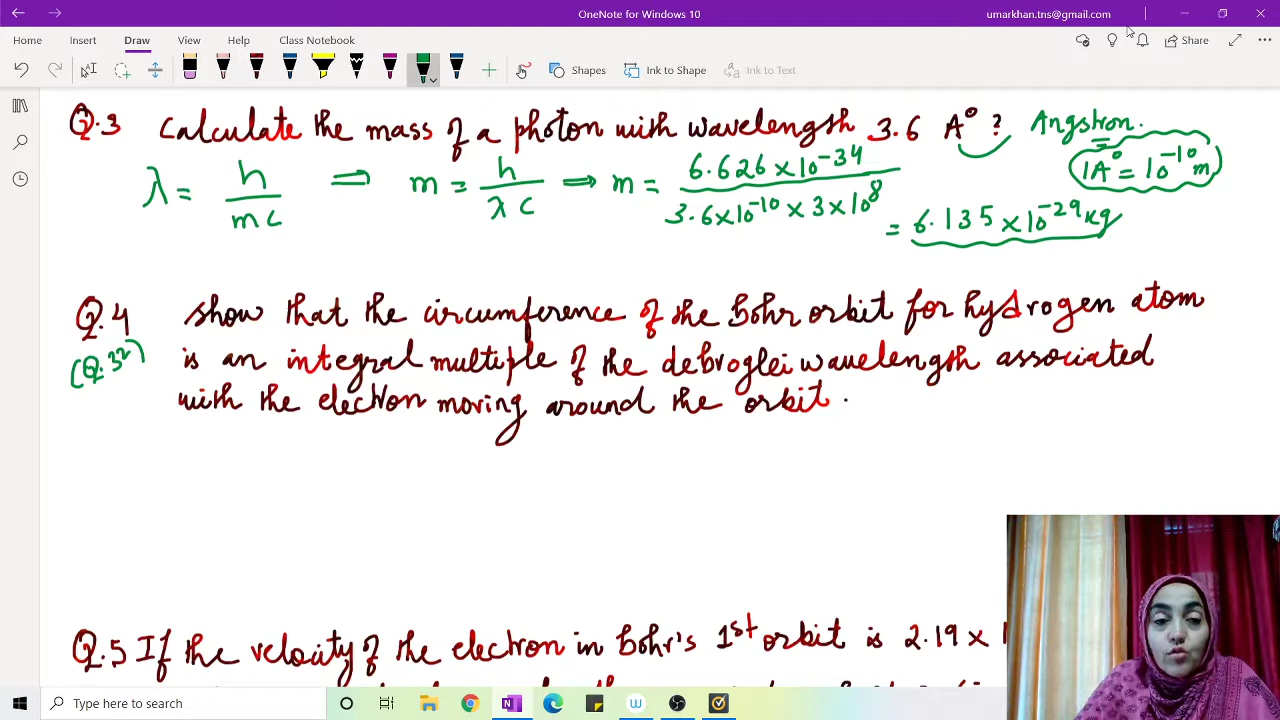 OneNote for Windows 10
umarkhan.tns@gmail.com
Home Insert Draw View Help Class Notebook
Share
Shapes Ink to Shape Ink to Text
Q.3 Calculate the mass of a photon with wavelength 3.6 A° ? Angstron.
λ = h/mc ⇒ m = h/λc ⇒ m = 6.626 × 10⁻³⁴ / 3.6 × 10⁻¹⁰ × 3 × 10⁸
1A° = 10⁻¹⁰ m
= 6.135 × 10⁻²⁹ kg
Q.4 show that the circumference of the Bohr orbit for hydrogen atom
(Q.32) is an integral multiple of the debroglei wavelength associated
with the electron moving around the orbit.
Q.5 If the velocity of the electron in Bohr's 1st orbit is 2.19 ×
Type here to search